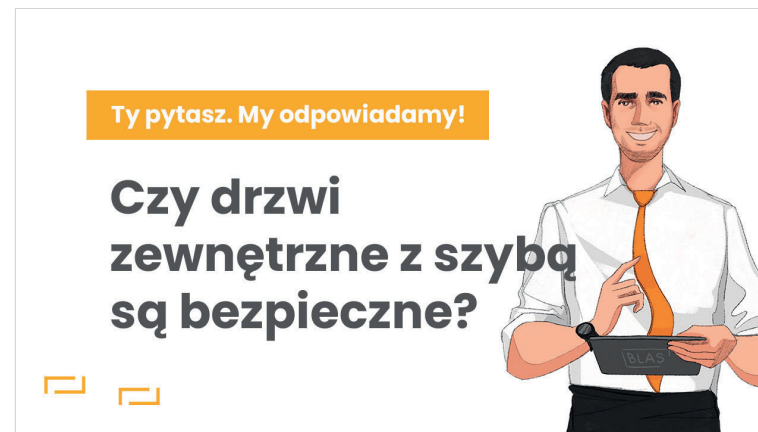 Ty pytasz. My odpowiadamy!
Czy drzwi
zewnętrzne z szybą
są bezpieczne?
BLAS